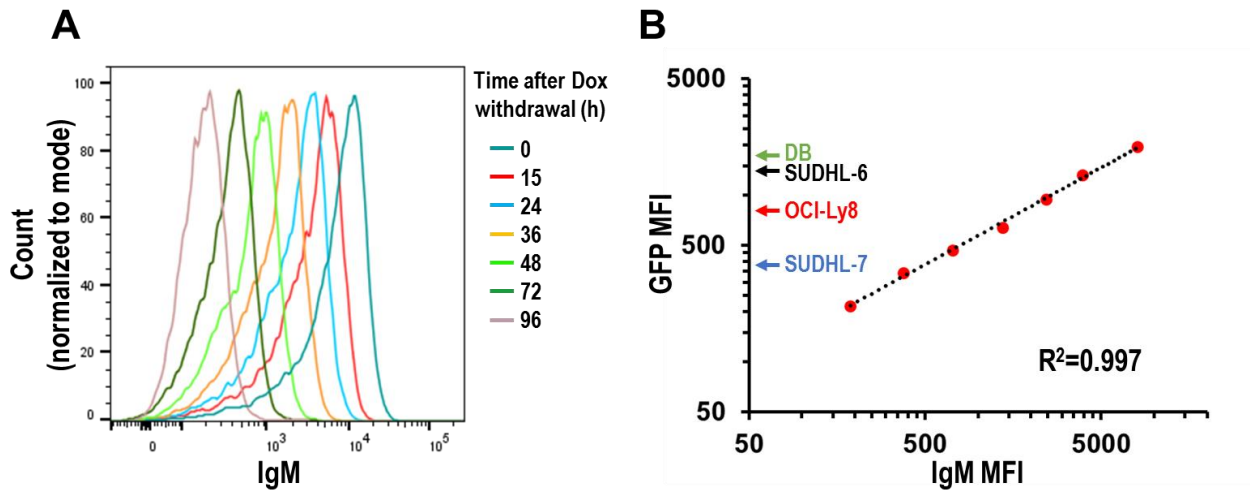 A
Count
(normalized to mode)
100
80
60
40
20
0
0
10³
10⁴
10⁵
IgM
Time after Dox
withdrawal (h)
0
15
24
36
48
72
96
B
GFP MFI
5000
500
50
DB
SUDHL-6
OCI-Ly8
SUDHL-7
R²=0.997
50
500
5000
IgM MFI